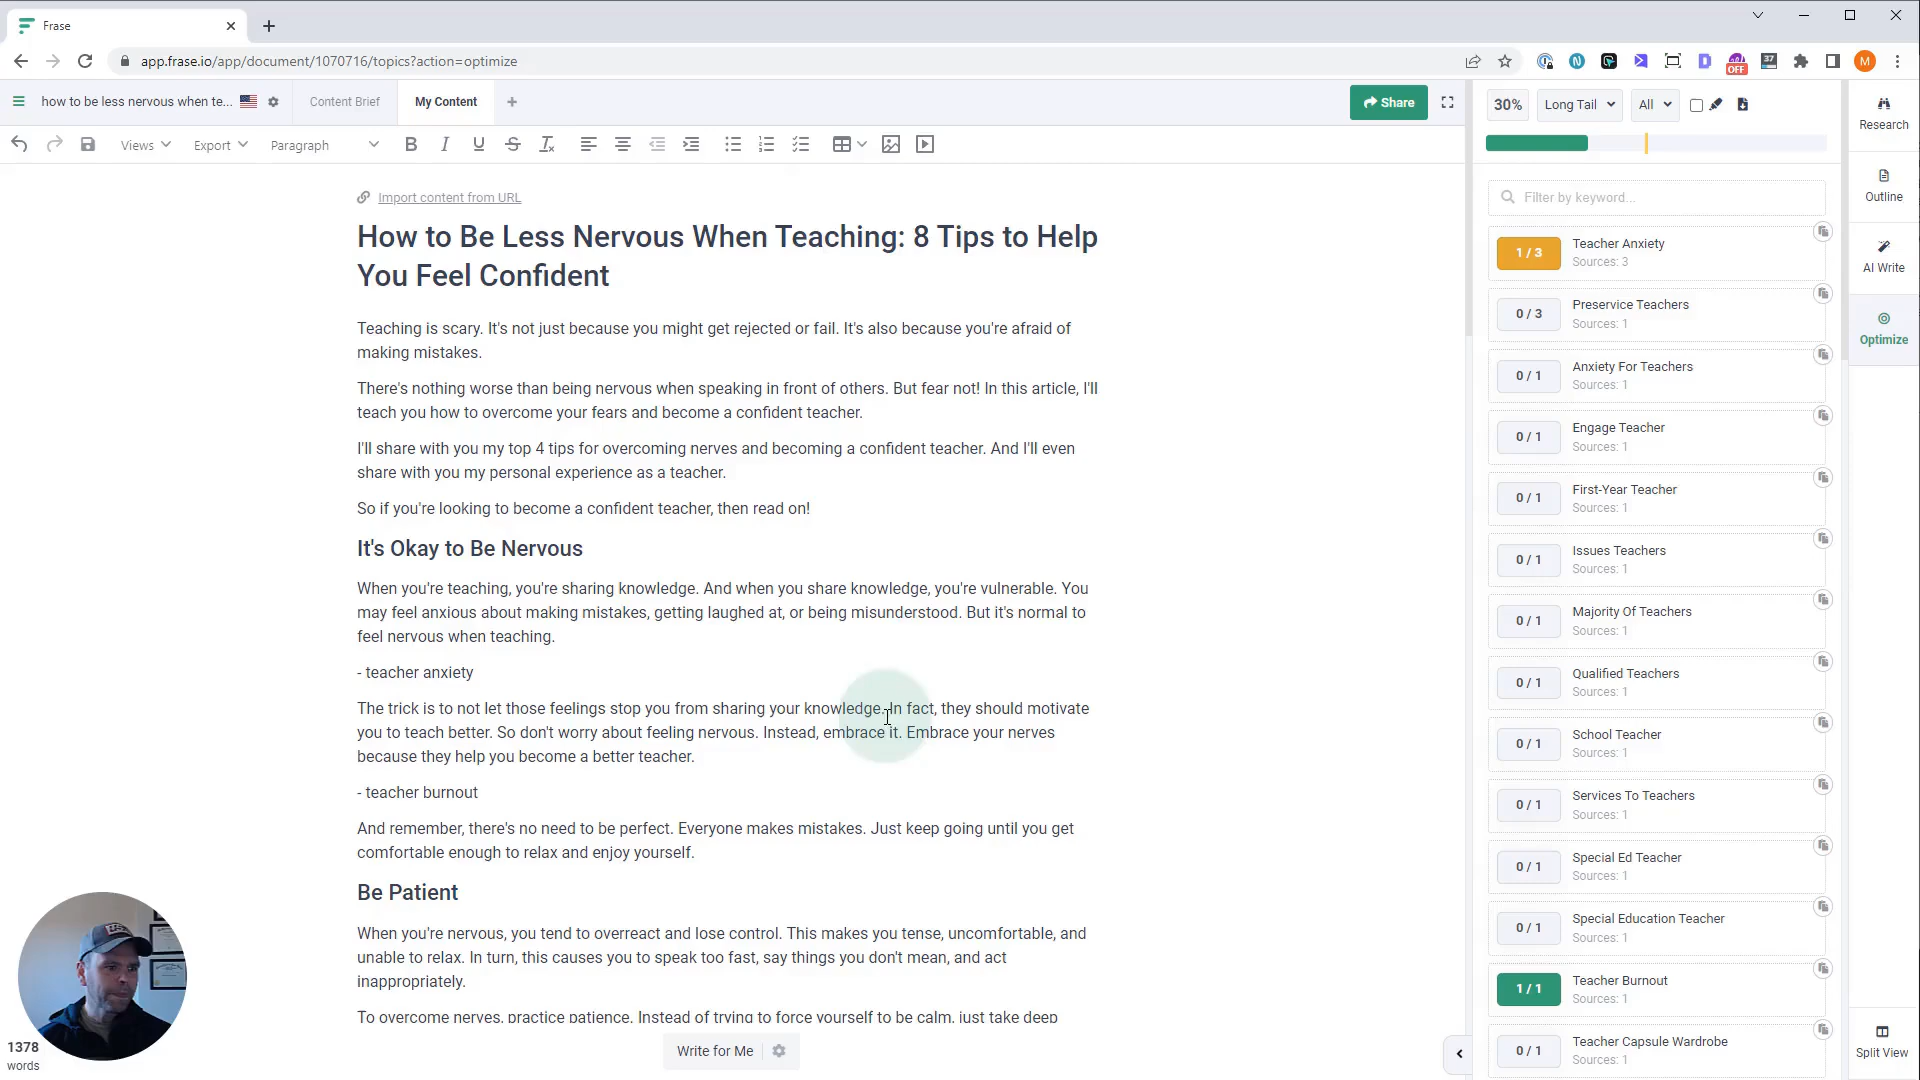 Frase
app.frase.io/app/document/1070716/topics?action=optimize
OFF
37
M
how to be less nervous when te...
Content Brief
My Content
Share
Views
Export
Paragraph
B
I
U
S
Import content from URL
How to Be Less Nervous When Teaching: 8 Tips to Help
You Feel Confident
Teaching is scary. It's not just because you might get rejected or fail. It's also because you're afraid of
making mistakes.
There's nothing worse than being nervous when speaking in front of others. But fear not! In this article, I'll
teach you how to overcome your fears and become a confident teacher.
I'll share with you my top 4 tips for overcoming nerves and becoming a confident teacher. And I'll even
share with you my personal experience as a teacher.
So if you're looking to become a confident teacher, then read on!
It's Okay to Be Nervous
When you're teaching, you're sharing knowledge. And when you share knowledge, you're vulnerable. You
may feel anxious about making mistakes, getting laughed at, or being misunderstood. But it's normal to
feel nervous when teaching.
- teacher anxiety
The trick is to not let those feelings stop you from sharing your knowledge. In fact, they should motivate
you to teach better. So don't worry about feeling nervous. Instead, embrace it. Embrace your nerves
because they help you become a better teacher.
- teacher burnout
And remember, there's no need to be perfect. Everyone makes mistakes. Just keep going until you get
comfortable enough to relax and enjoy yourself.
Be Patient
When you're nervous, you tend to overreact and lose control. This makes you tense, uncomfortable, and
unable to relax. In turn, this causes you to speak too fast, say things you don't mean, and act
inappropriately.
To overcome nerves, practice patience. Instead of trying to force yourself to be calm, just take deep
1378
words
Write for Me
30%
Long Tail
All
Filter by keyword...
1 / 3
Teacher Anxiety
Sources: 3
0 / 3
Preservice Teachers
Sources: 1
0 / 1
Anxiety For Teachers
Sources: 1
0 / 1
Engage Teacher
Sources: 1
0 / 1
First-Year Teacher
Sources: 1
0 / 1
Issues Teachers
Sources: 1
0 / 1
Majority Of Teachers
Sources: 1
0 / 1
Qualified Teachers
Sources: 1
0 / 1
School Teacher
Sources: 1
0 / 1
Services To Teachers
Sources: 1
0 / 1
Special Ed Teacher
Sources: 1
0 / 1
Special Education Teacher
Sources: 1
1 / 1
Teacher Burnout
Sources: 1
0 / 1
Teacher Capsule Wardrobe
Sources: 1
Research
Outline
AI Write
Optimize
Split View